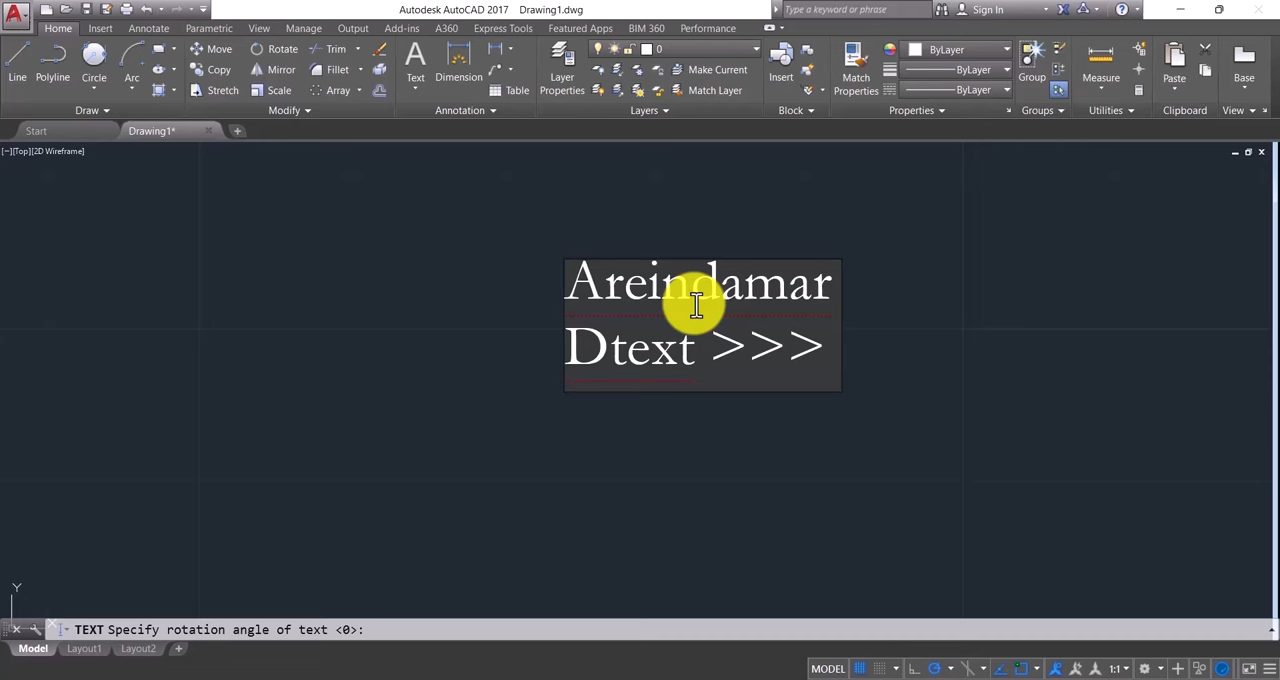 Autodesk AutoCAD 2017 Drawing1.dwg
Type a keyword or phrase
Sign In
Home Insert Annotate Parametric View Manage Output Add-ins A360 Express Tools Featured Apps BIM 360 Performance
Line
Polyline
Circle
Arc
Move
Rotate
Trim
Copy
Mirror
Fillet
Stretch
Scale
Array
Text
Dimension
Table
Layer
Properties
0
Make Current
Match Layer
Insert
Match
Properties
ByLayer
ByLayer
ByLayer
Group
Measure
Paste
Base
Draw
Modify
Annotation
Layers
Block
Properties
Groups
Utilities
Clipboard
View
Start
Drawing1*
[−][Top][2D Wireframe]
Areindamar
Dtext >>>
Y
X
TEXT Specify rotation angle of text <0>:
Model Layout1 Layout2
MODEL
1:1